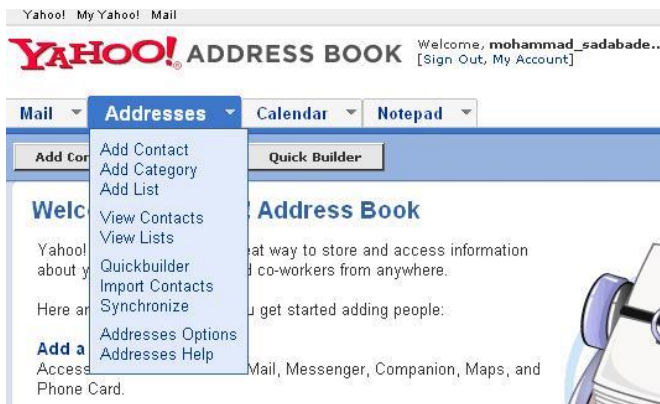 Yahoo! My Yahoo! Mail
YAHOO! ADDRESS BOOK
Welcome, mohammad_sadabade...
[Sign Out, My Account]
Mail Addresses Calendar Notepad
Add Con Quick Builder
Add Contact
Add Category
Add List
View Contacts
View Lists
Quickbuilder
Import Contacts
Synchronize
Addresses Options
Addresses Help
Welc ! Address Book
Yahoo! eat way to store and access information
about y d co-workers from anywhere.
Here ar u get started adding people:
Add a
Access Mail, Messenger, Companion, Maps, and
Phone Card.